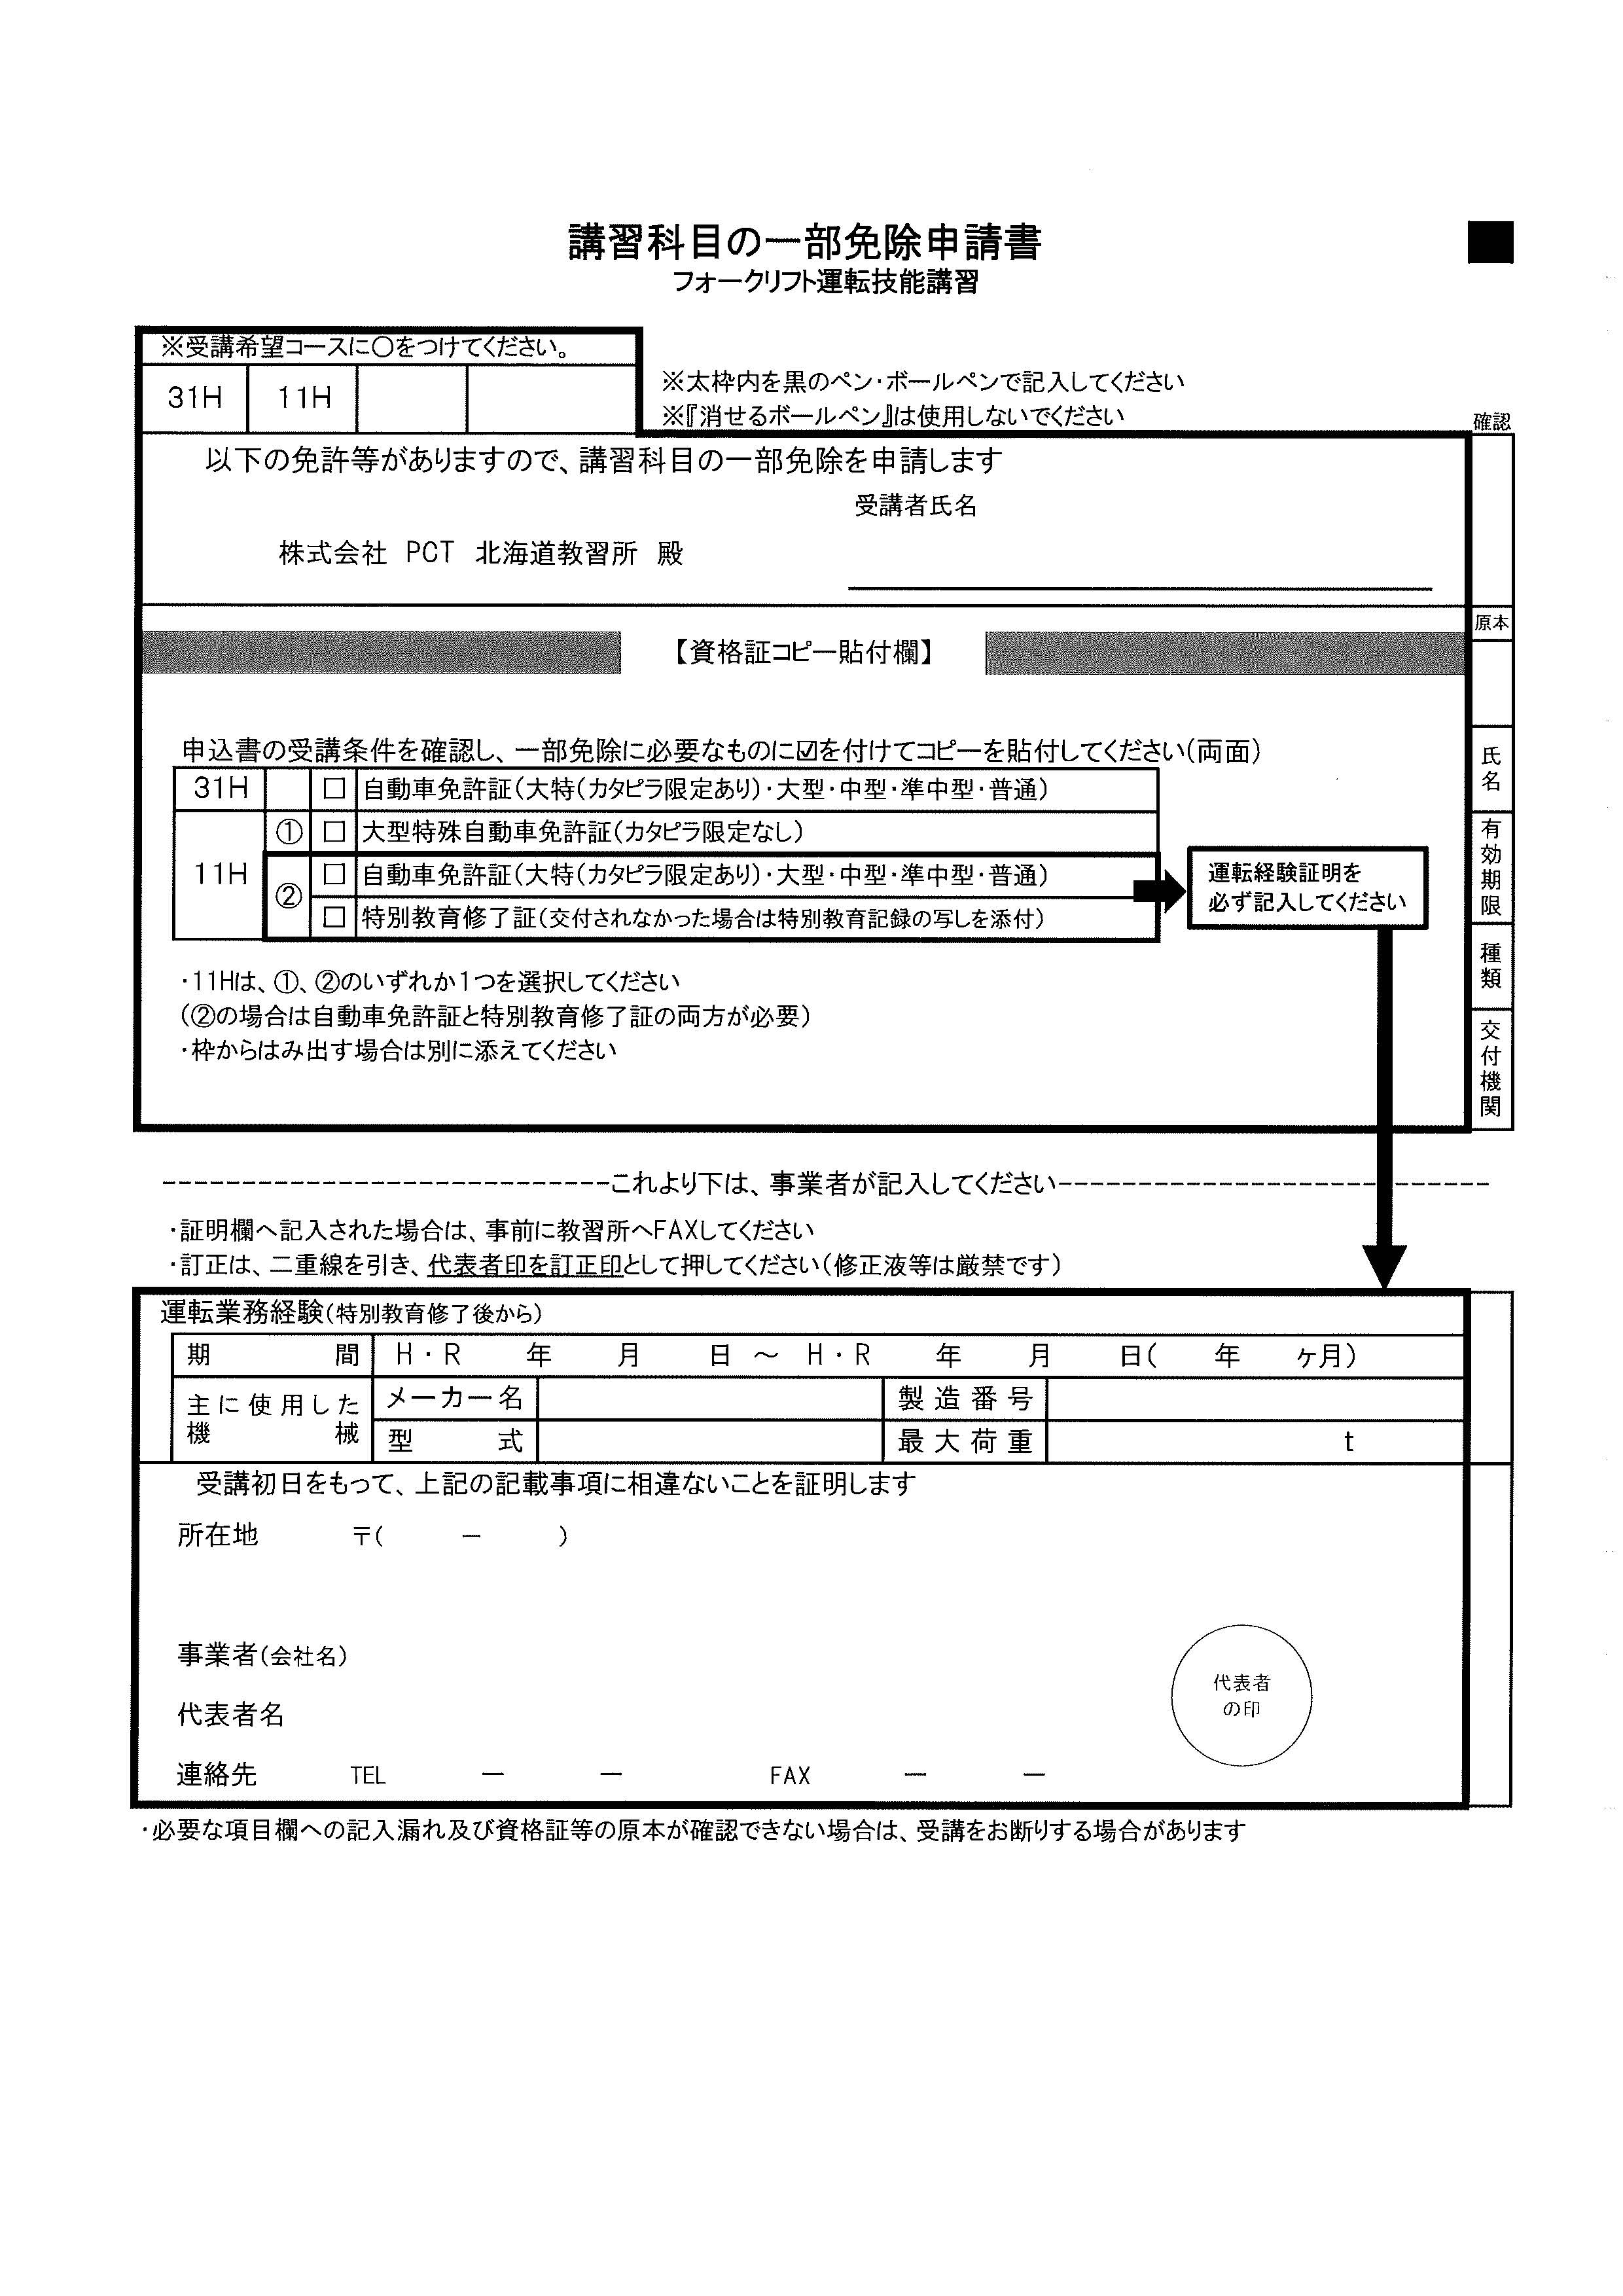 講習科目の一部免除申請書
フォークリフト運転技能講習
※受講希望コースに○をつけてください。
31H 11H
※太枠内を黒のペン・ボールペンで記入してください
※『消せるボールペン』は使用しないでください
確認
以下の免許等がありますので、講習科目の一部免除を申請します
受講者氏名
株式会社 PCT 北海道教習所 殿
原本
【資格証コピー貼付欄】
申込書の受講条件を確認し、一部免除に必要なものに☑を付けてコピーを貼付してください(両面)
31H □ 自動車免許証(大特(カタピラ限定あり)・大型・中型・準中型・普通)
11H ① □ 大型特殊自動車免許証(カタピラ限定なし)
② □ 自動車免許証(大特(カタピラ限定あり)・大型・中型・準中型・普通)
□ 特別教育修了証(交付されなかった場合は特別教育記録の写しを添付)
運転経験証明を
必ず記入してください
氏名
有効期限
種類
交付機関
・11Hは、①、②のいずれか1つを選択してください
(②の場合は自動車免許証と特別教育修了証の両方が必要)
・枠からはみ出す場合は別に添えてください
----------------------------これより下は、事業者が記入してください---------------------------
・証明欄へ記入された場合は、事前に教習所へFAXしてください
・訂正は、二重線を引き、代表者印を訂正印として押してください(修正液等は厳禁です)
運転業務経験(特別教育修了後から)
期間 H・R 年 月 日 ~ H・R 年 月 日( 年 ヶ月)
主に使用した機械 メーカー名 製造番号
型式 最大荷重 t
受講初日をもって、上記の記載事項に相違ないことを証明します
所在地 〒( ー )
事業者(会社名)
代表者
の印
代表者名
連絡先 TEL ー ー FAX ー ー
・必要な項目欄への記入漏れ及び資格証等の原本が確認できない場合は、受講をお断りする場合があります